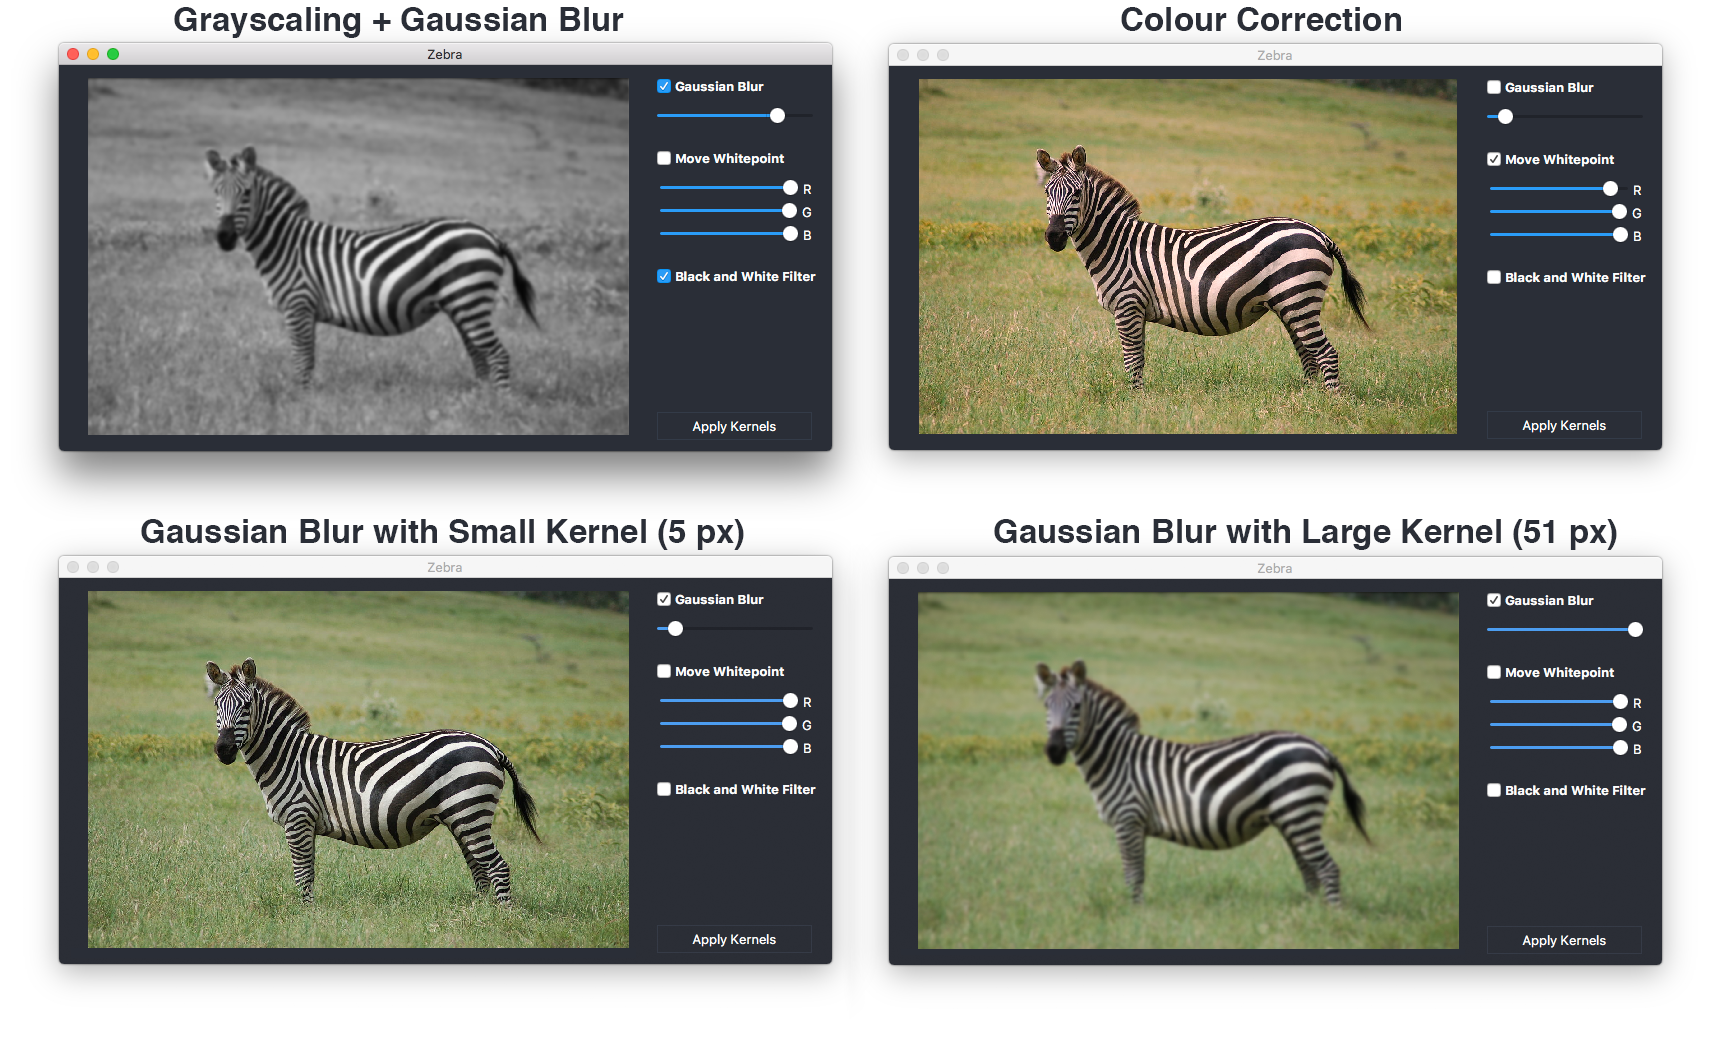 Grayscaling + Gaussian Blur
Zebra
Gaussian Blur
Move Whitepoint
R
G
B
Black and White Filter
Apply Kernels
Colour Correction
Zebra
Gaussian Blur
Move Whitepoint
R
G
B
Black and White Filter
Apply Kernels
Gaussian Blur with Small Kernel (5 px)
Zebra
Gaussian Blur
Move Whitepoint
R
G
B
Black and White Filter
Apply Kernels
Gaussian Blur with Large Kernel (51 px)
Zebra
Gaussian Blur
Move Whitepoint
R
G
B
Black and White Filter
Apply Kernels